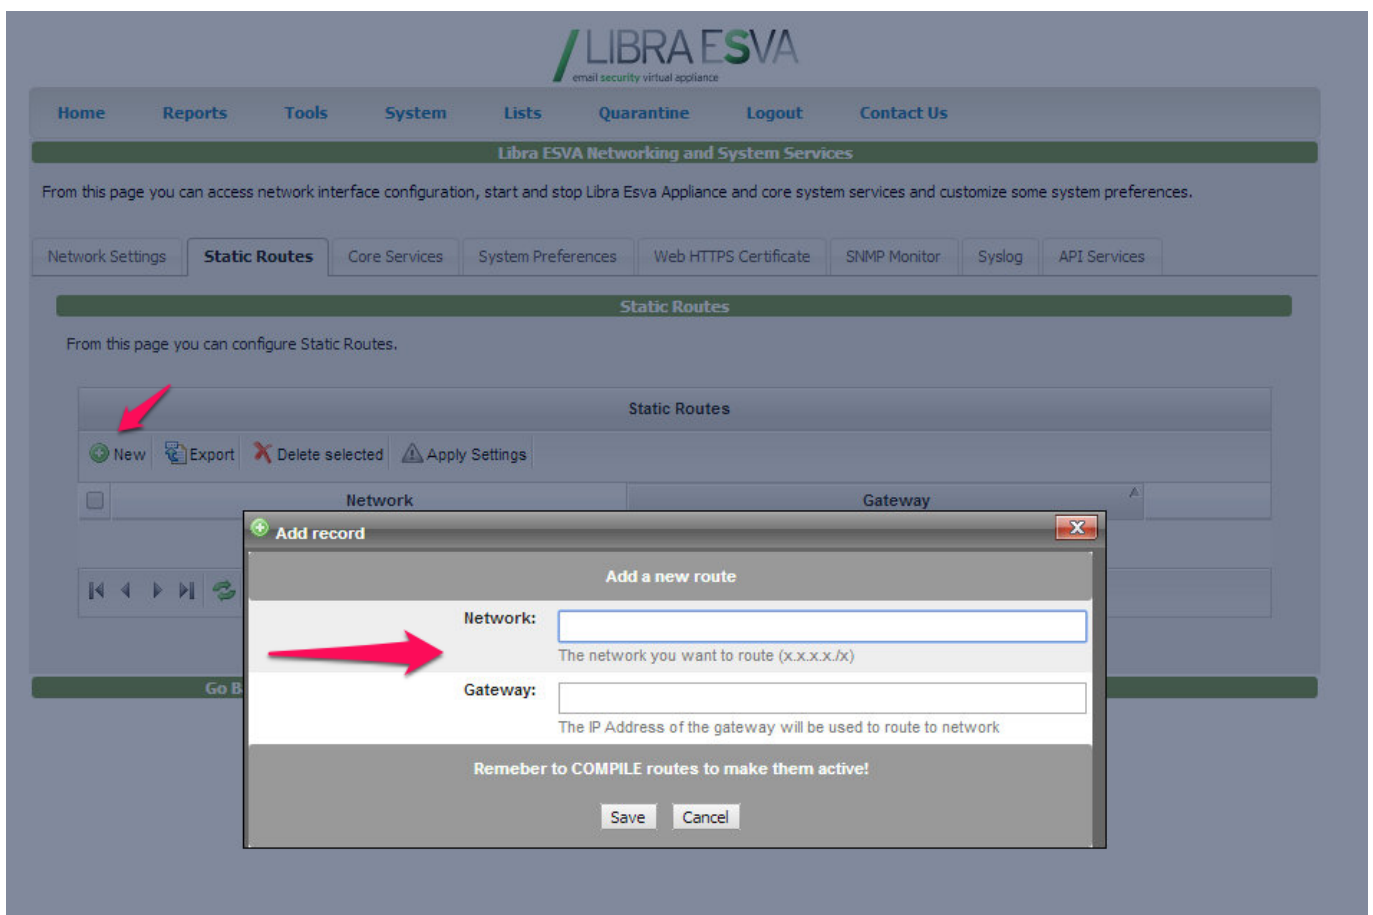 LIBRA ESVA
email security virtual appliance
Home Reports Tools System Lists Quarantine Logout Contact Us
Libra ESVA Networking and System Services
From this page you can access network interface configuration, start and stop Libra Esva Appliance and core system services and customize some system preferences.
Network Settings Static Routes Core Services System Preferences Web HTTPS Certificate SNMP Monitor Syslog API Services
Static Routes
From this page you can configure Static Routes.
Static Routes
New Export Delete selected Apply Settings
Network Gateway
Add record X
Add a new route
Network:
The network you want to route (x.x.x.x./x)
Gateway:
The IP Address of the gateway will be used to route to network
Go B
Remeber to COMPILE routes to make them active!
Save Cancel